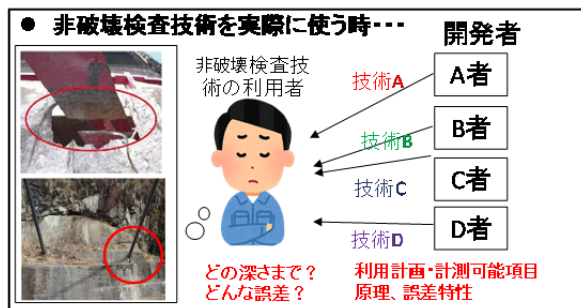 ● 非破壊検査技術を実際に使う時･･･
開発者
非破壊検査技
術の利用者
技術A
A者
技術B
B者
技術C
C者
技術D
D者
どの深さまで？
どんな誤差？
利用計画・計測可能項目
原理、誤差特性